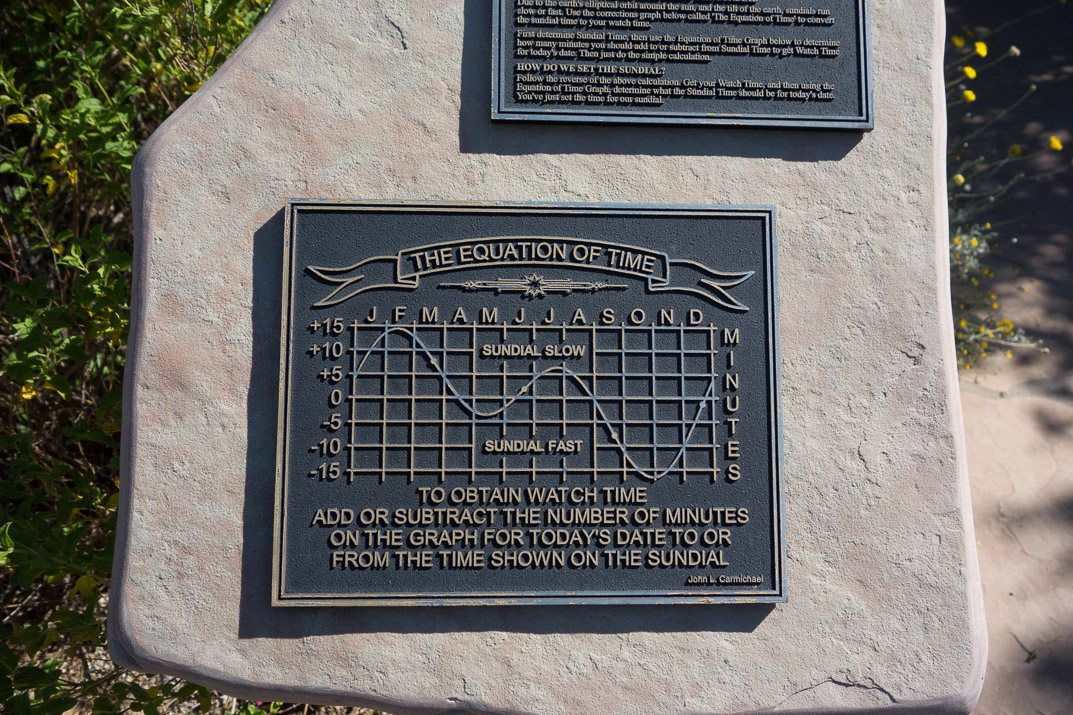 Due to the earth's elliptical orbit around the sun, and the tilt of the earth, sundials run
slow or fast. Use the corrections graph below called 'The Equation of Time' to convert
the sundial time to your watch time.
First determine Sundial Time, then use the Equation of Time Graph below to determine
how many minutes you should add to or subtract from Sundial Time to get Watch Time
for today's date. Then just do the simple calculation.
HOW DO WE SET THE SUNDIAL?
Follow the reverse of the above calculation. Get your Watch Time, and then using the
Equation of Time Graph, determine what the Sundial Time should be for today's date.
You've just set the time for our sundial.
THE EQUATION OF TIME
J F M A M J J A S O N D
+15
+10
+5
0
-5
-10
-15
SUNDIAL SLOW
SUNDIAL FAST
MINUTES
TO OBTAIN WATCH TIME
ADD OR SUBTRACT THE NUMBER OF MINUTES
ON THE GRAPH FOR TODAY'S DATE TO OR
FROM THE TIME SHOWN ON THE SUNDIAL
John L. Carmichael